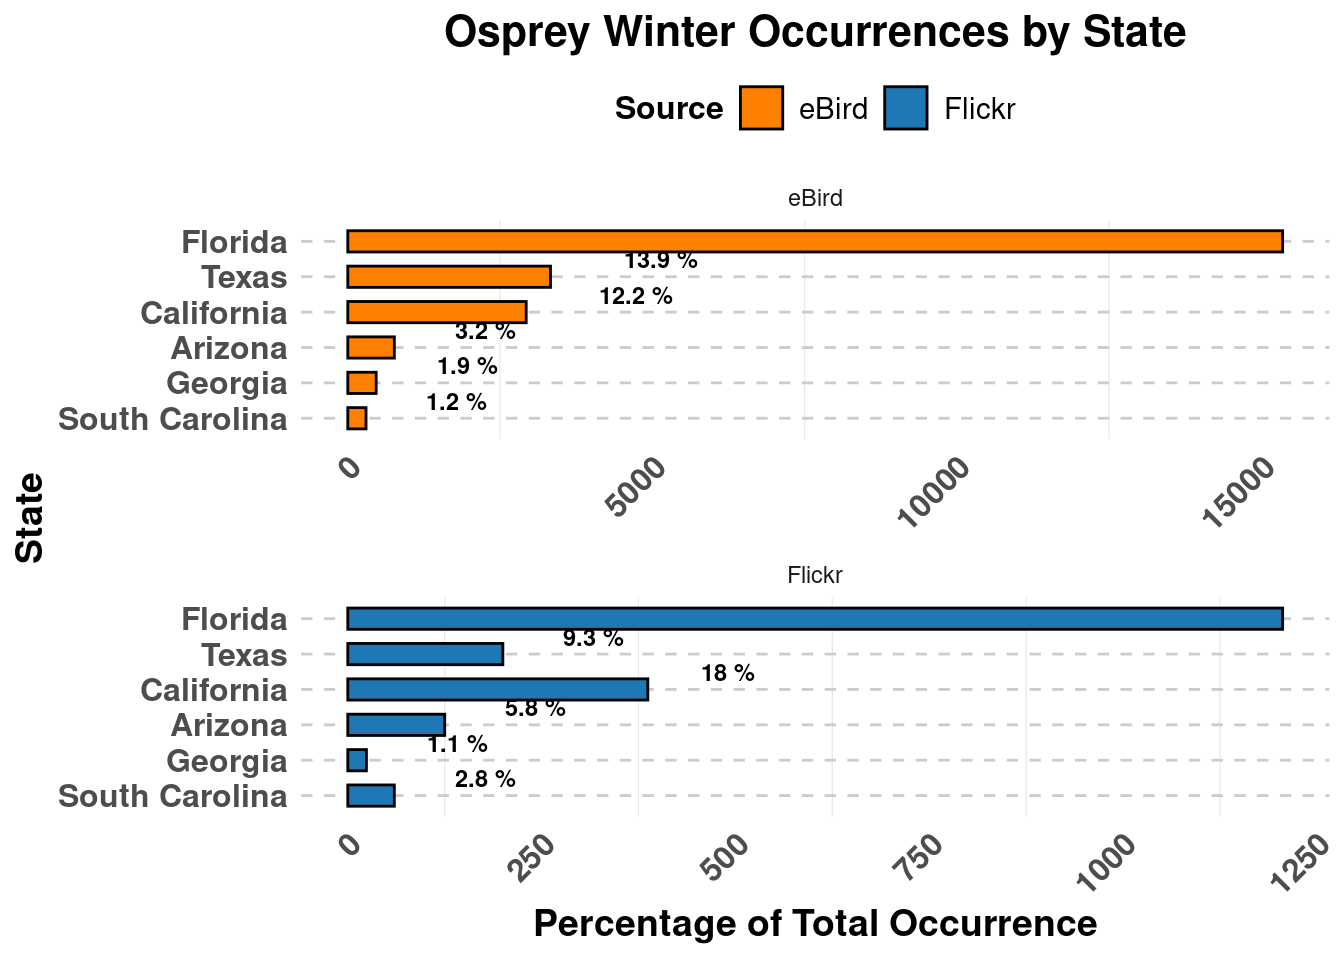 Osprey Winter Occurrences by State
Source eBird Flickr
eBird
Florida
13.9 %
Texas
12.2 %
California
3.2 %
Arizona
1.9 %
Georgia
1.2 %
South Carolina
0 5000 10000 15000
State
Flickr
Florida
9.3 %
Texas
18 %
California
5.8 %
Arizona
1.1 %
Georgia
2.8 %
South Carolina
0 250 500 750 1000 1250
Percentage of Total Occurrence